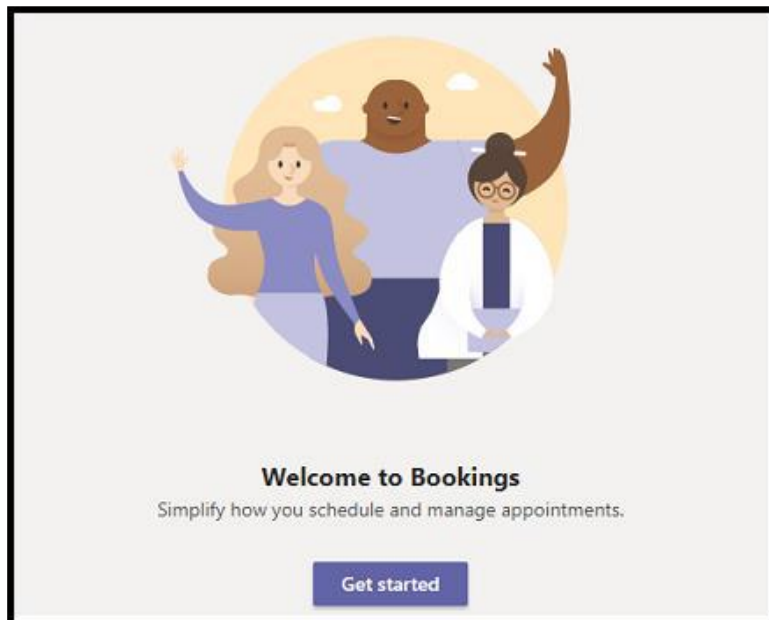 Welcome to Bookings
Simplify how you schedule and manage appointments.
Get started